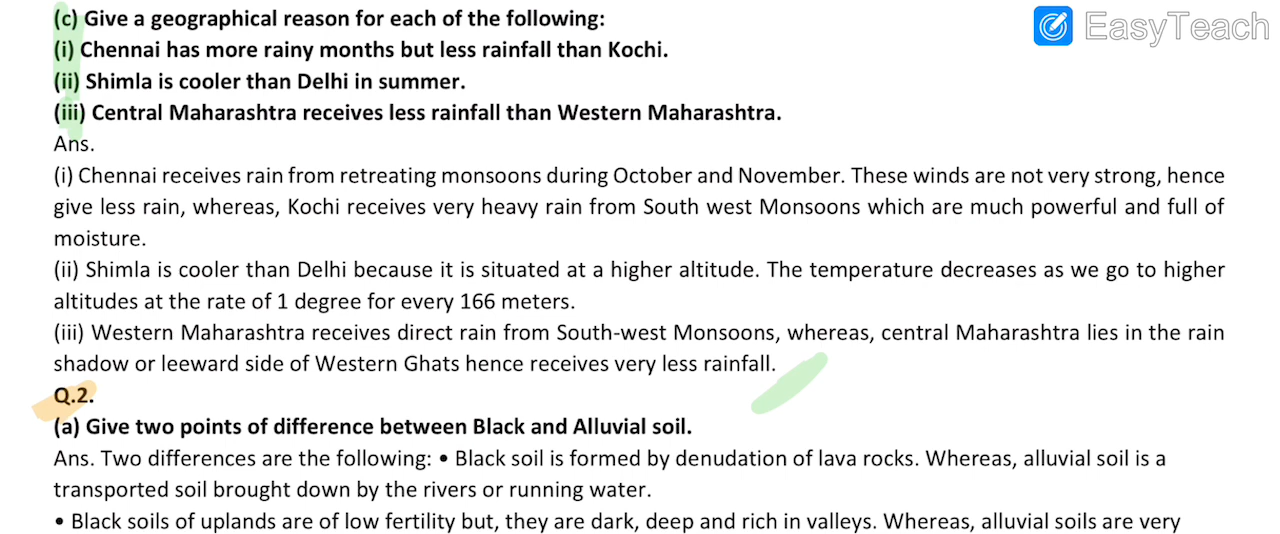 (c) Give a geographical reason for each of the following:
EasyTeach
(i) Chennai has more rainy months but less rainfall than Kochi.
(ii) Shimla is cooler than Delhi in summer.
(iii) Central Maharashtra receives less rainfall than Western Maharashtra.
Ans.
(i) Chennai receives rain from retreating monsoons during October and November. These winds are not very strong, hence
give less rain, whereas, Kochi receives very heavy rain from South west Monsoons which are much powerful and full of
moisture.
(ii) Shimla is cooler than Delhi because it is situated at a higher altitude. The temperature decreases as we go to higher
altitudes at the rate of 1 degree for every 166 meters.
(iii) Western Maharashtra receives direct rain from South-west Monsoons, whereas, central Maharashtra lies in the rain
shadow or leeward side of Western Ghats hence receives very less rainfall.
Q.2.
(a) Give two points of difference between Black and Alluvial soil.
Ans. Two differences are the following: • Black soil is formed by denudation of lava rocks. Whereas, alluvial soil is a
transported soil brought down by the rivers or running water.
• Black soils of uplands are of low fertility but, they are dark, deep and rich in valleys. Whereas, alluvial soils are very